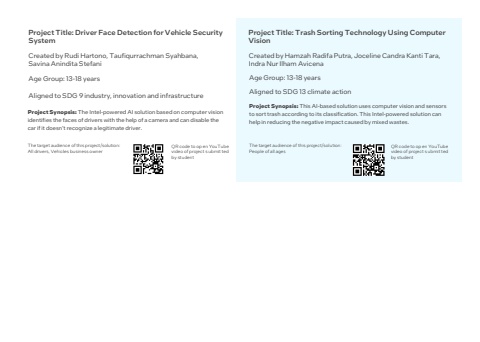 Project Title: Driver Face Detection for Vehicle Security
System
Created by Rudi Hartono, Taufiqurrachman Syahbana,
Savina Anindita Stefani
Age Group: 13-18 years
Aligned to SDG 9 industry, innovation and infrastructure
Project Synopsis: The Intel-powered AI solution based on computer vision
identifies the faces of drivers with the help of a camera and can disable the
car if it doesn't recognize a legitimate driver.
The target audience of this project/solution:
All drivers, Vehicles business owner
QR code to open YouTube
video of project submitted
by student
Project Title: Trash Sorting Technology Using Computer
Vision
Created by Hamzah Radifa Putra, Joceline Candra Kanti Tara,
Indra Nur Ilham Avicena
Age Group: 13-18 years
Aligned to SDG 13 climate action
Project Synopsis: This AI-based solution uses computer vision and sensors
to sort trash according to its classification. This technology solution can
help in reducing the negative impact caused by mixed wastes.
The target audience of this project/solution:
People of all ages
QR code to open YouTube
video of project submitted
by student